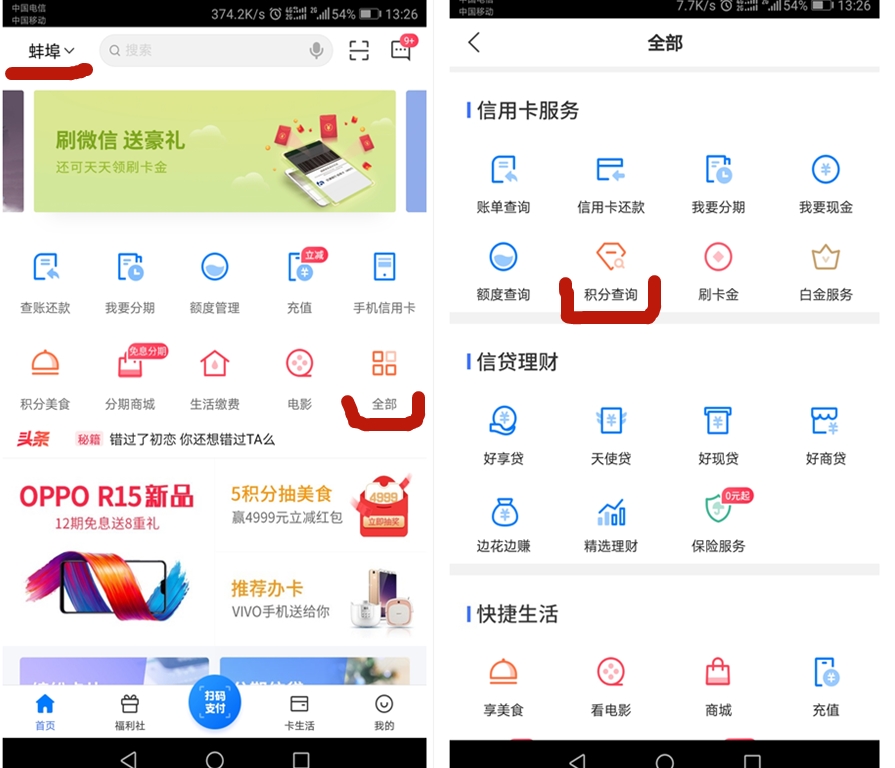 中国电信
中国移动
374.2K/s
54%
13:26
蚌埠
搜索
9+
刷微信 送豪礼
还可天天领刷卡金
立减
查账还款
我要分期
额度管理
充值
手机信用卡
免息分期
积分美食
分期商城
生活缴费
电影
全部
头条
秘籍
错过了初恋 你还想错过TA么
OPPO R15新品
12期免息送8重礼
5积分抽美食
赢4999元立减红包
4999
立即抽奖
推荐办卡
VIVO手机送给你
首页
福利社
扫码
支付
卡生活
我的
中国电信
中国移动
7.7K/s
54%
13:26
全部
信用卡服务
账单查询
信用卡还款
我要分期
我要现金
额度查询
积分查询
刷卡金
白金服务
信贷理财
好享贷
天使贷
好现贷
好商贷
0元起
边花边赚
精选理财
保险服务
快捷生活
享美食
看电影
商城
充值